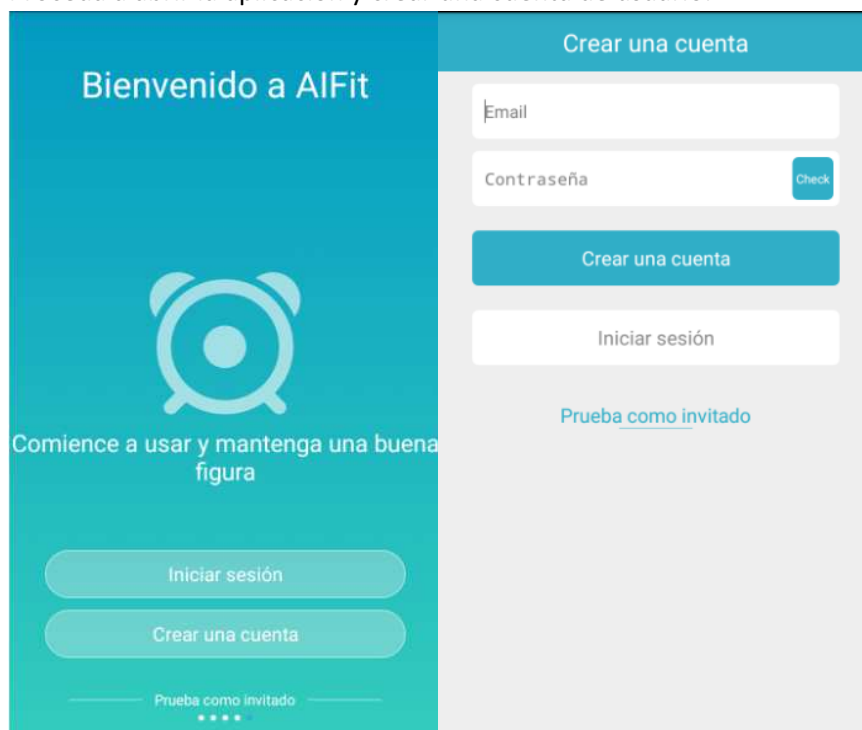 Bienvenido a AIFit
Comience a usar y mantenga una buena
figura
Iniciar sesión
Crear una cuenta
Prueba como invitado
Crear una cuenta
Email
Contraseña
Check
Crear una cuenta
Iniciar sesión
Prueba como invitado